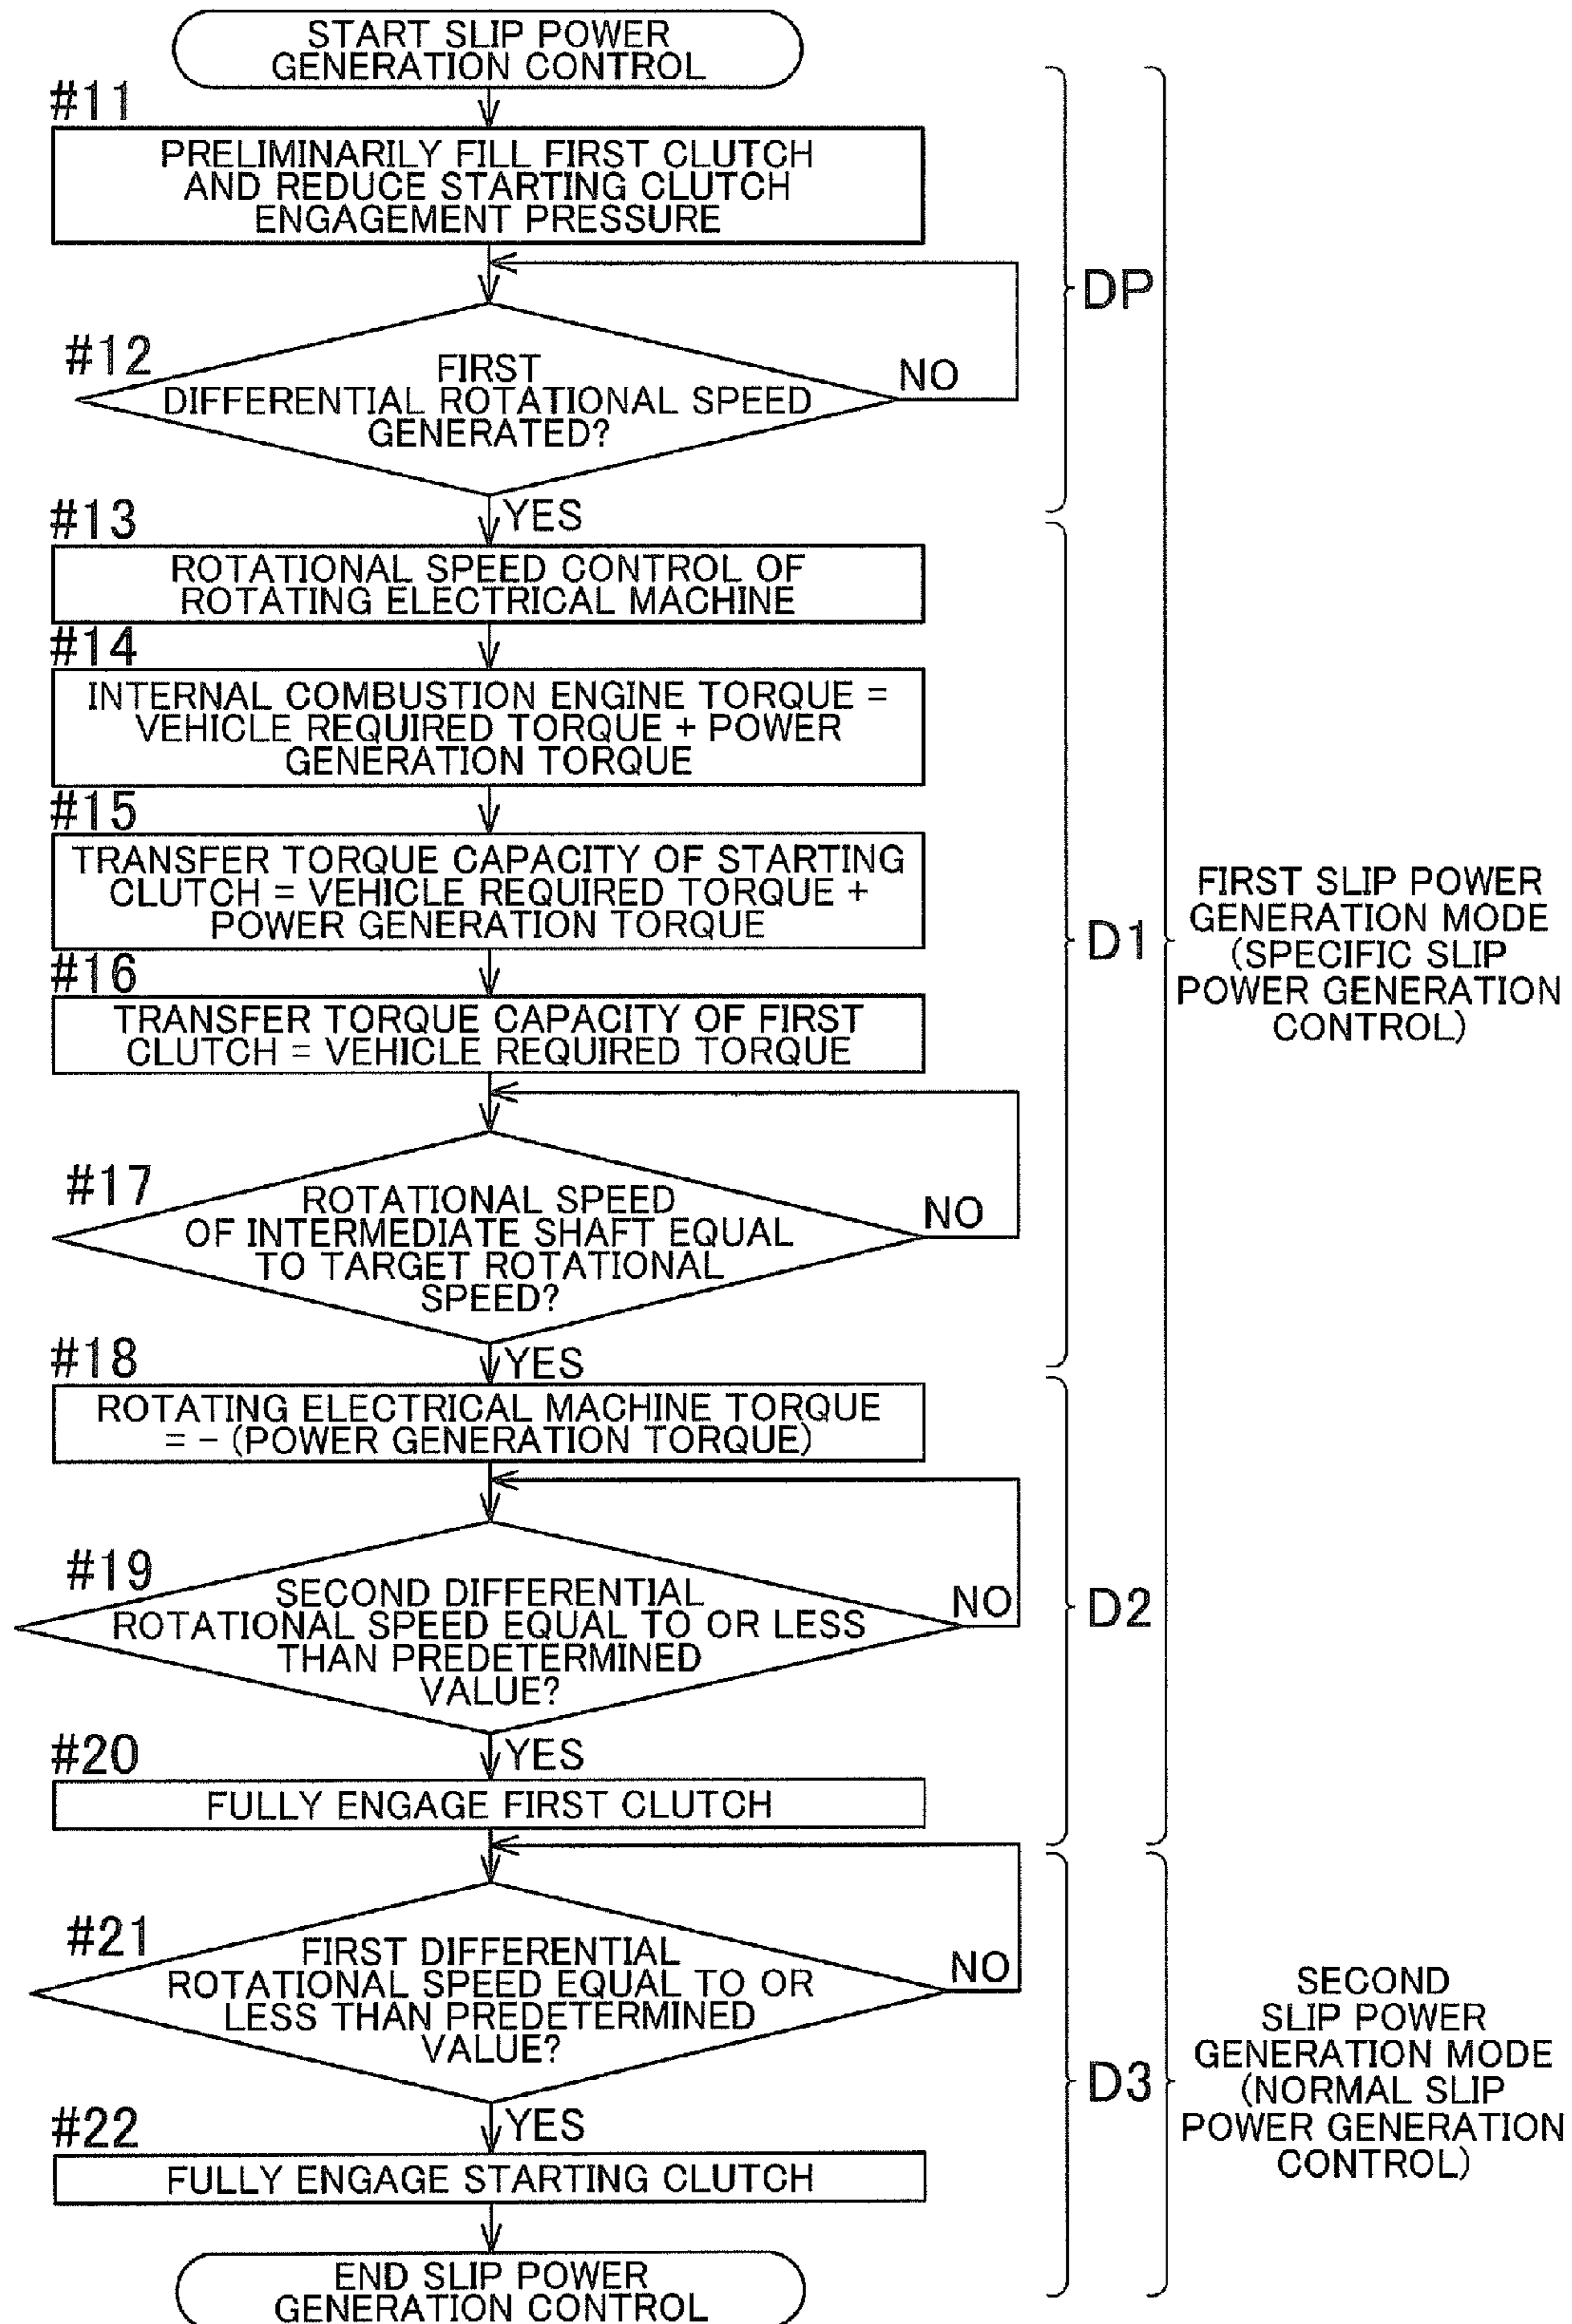 START SLIP POWER
GENERATION CONTROL
#11
PRELIMINARILY FILL FIRST CLUTCH
AND REDUCE STARTING CLUTCH
ENGAGEMENT PRESSURE
DP
#12
FIRST
DIFFERENTIAL ROTATIONAL SPEED
GENERATED?
NO
YES
#13
ROTATIONAL SPEED CONTROL OF
ROTATING ELECTRICAL MACHINE
#14
INTERNAL COMBUSTION ENGINE TORQUE =
VEHICLE REQUIRED TORQUE + POWER
GENERATION TORQUE
#15
TRANSFER TORQUE CAPACITY OF STARTING
CLUTCH = VEHICLE REQUIRED TORQUE +
POWER GENERATION TORQUE
D1
FIRST SLIP POWER
GENERATION MODE
(SPECIFIC SLIP
POWER GENERATION
CONTROL)
#16
TRANSFER TORQUE CAPACITY OF FIRST
CLUTCH = VEHICLE REQUIRED TORQUE
#17
ROTATIONAL SPEED
OF INTERMEDIATE SHAFT EQUAL
TO TARGET ROTATIONAL
SPEED?
NO
YES
#18
ROTATING ELECTRICAL MACHINE TORQUE
= - (POWER GENERATION TORQUE)
#19
SECOND DIFFERENTIAL
ROTATIONAL SPEED EQUAL TO OR LESS
THAN PREDETERMINED
VALUE?
NO
D2
YES
#20
FULLY ENGAGE FIRST CLUTCH
#21
FIRST DIFFERENTIAL
ROTATIONAL SPEED EQUAL TO OR
LESS THAN PREDETERMINED
VALUE?
NO
D3
SECOND
SLIP POWER
GENERATION MODE
(NORMAL SLIP
POWER GENERATION
CONTROL)
YES
#22
FULLY ENGAGE STARTING CLUTCH
END SLIP POWER
GENERATION CONTROL